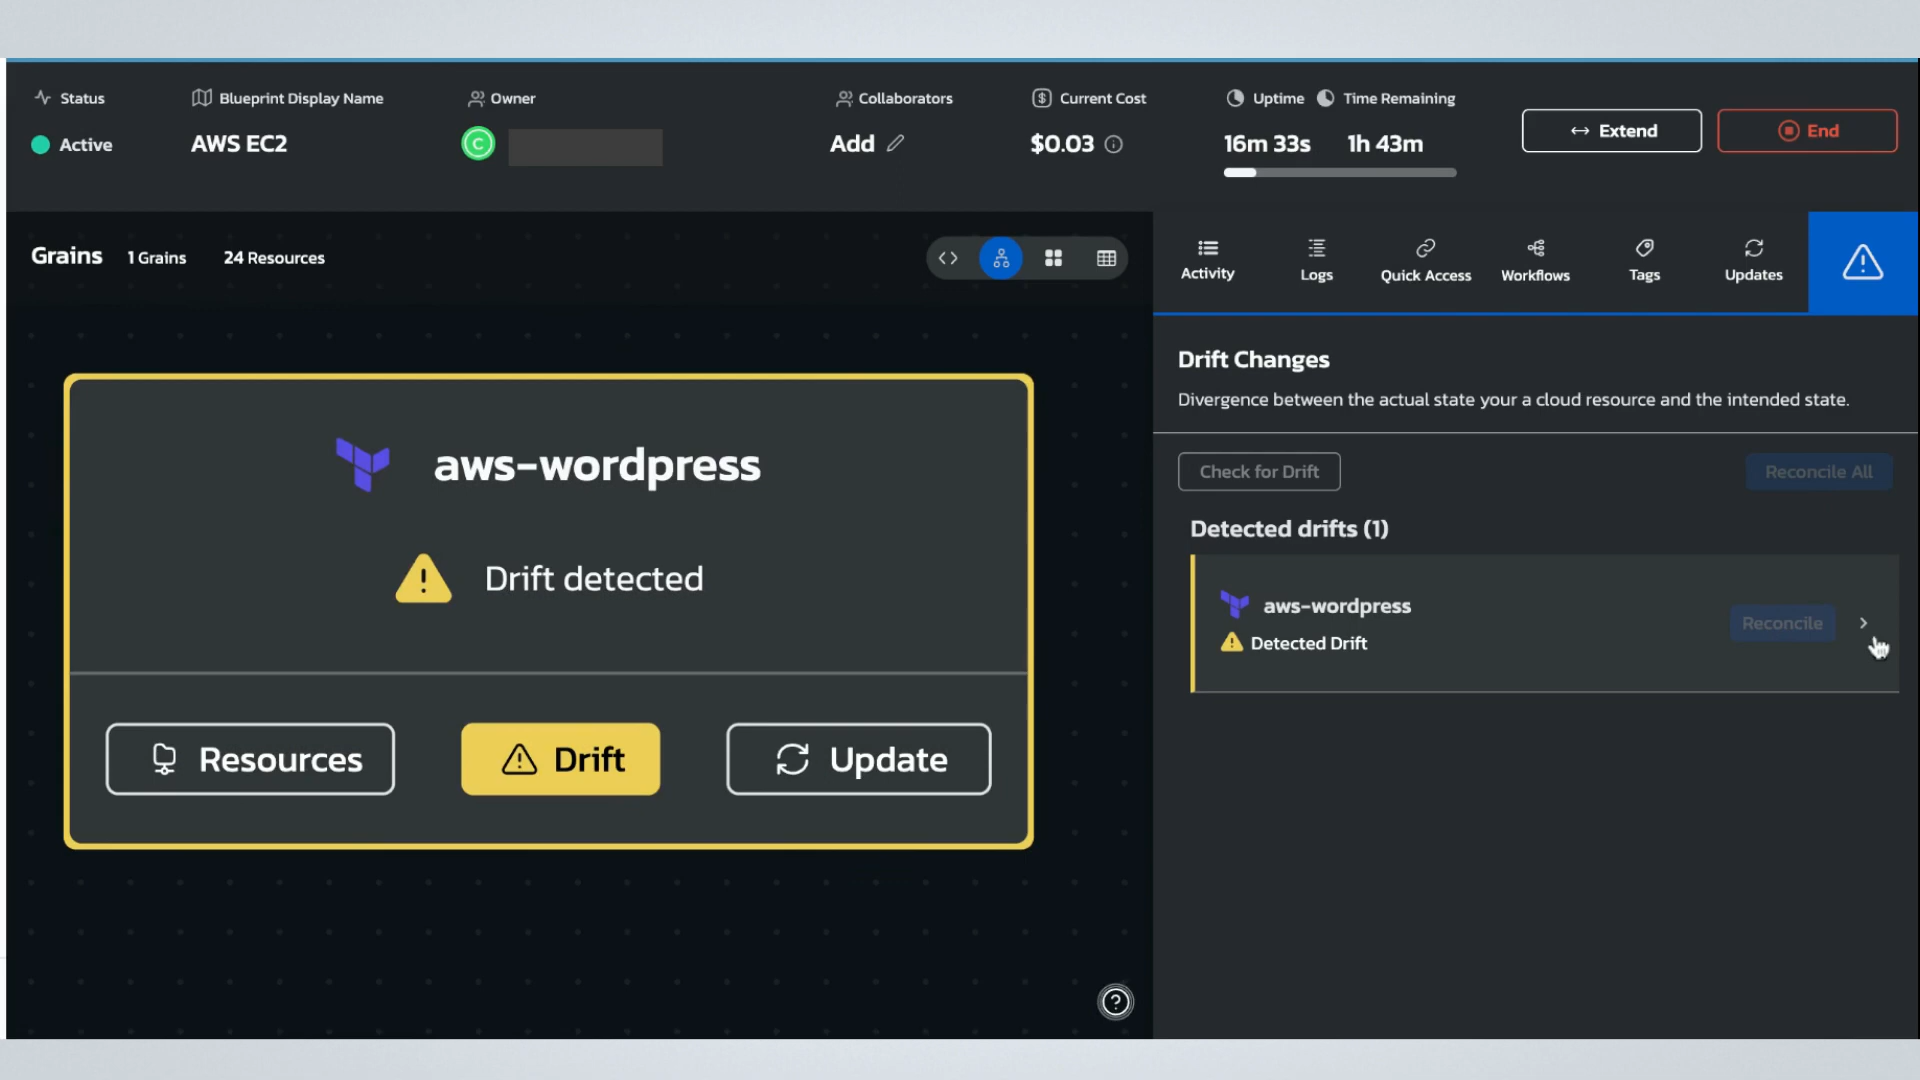 Status
Blueprint Display Name
Owner
Collaborators
Current Cost
Uptime
Time Remaining
Active
AWS EC2
C
Add
$0.03
16m 33s
1h 43m
Extend
End
Grains
1 Grains
24 Resources
Activity
Logs
Quick Access
Workflows
Tags
Updates
aws-wordpress
Drift detected
Resources
Drift
Update
Drift Changes
Divergence between the actual state your a cloud resource and the intended state.
Check for Drift
Reconcile All
Detected drifts (1)
aws-wordpress
Detected Drift
Reconcile